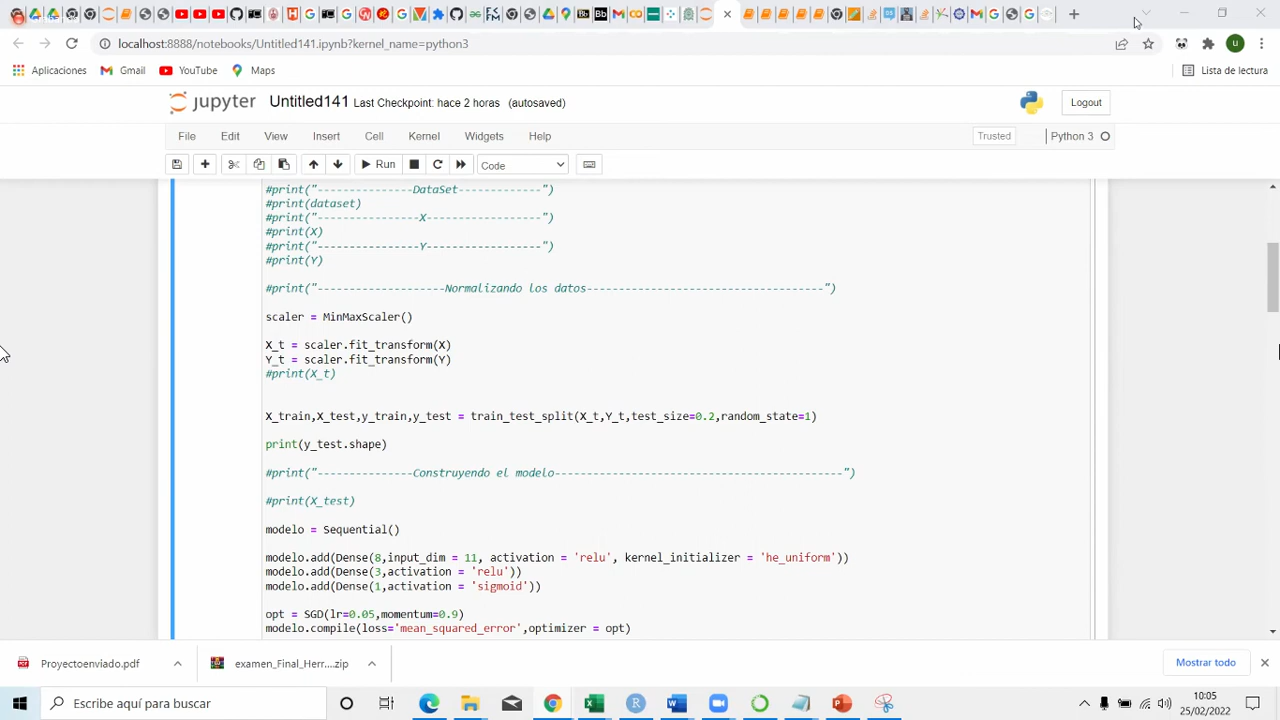 localhost:8888/notebooks/Untitled141.ipynb?kernel_name=python3
Aplicaciones Gmail YouTube Maps Lista de lectura
jupyter Untitled141 Last Checkpoint: hace 2 horas (autosaved) Logout
File Edit View Insert Cell Kernel Widgets Help Trusted Python 3
Run Code
#print("---------------DataSet-------------")
#print(dataset)
#print("----------------X------------------")
#print(X)
#print("----------------Y------------------")
#print(Y)
#print("--------------------Normalizando los datos-------------------------------------")
scaler = MinMaxScaler()
X_t = scaler.fit_transform(X)
Y_t = scaler.fit_transform(Y)
#print(X_t)
X_train,X_test,y_train,y_test = train_test_split(X_t,Y_t,test_size=0.2,random_state=1)
print(y_test.shape)
#print("---------------Construyendo el modelo---------------------------------------------")
#print(X_test)
modelo = Sequential()
modelo.add(Dense(8,input_dim = 11, activation = 'relu', kernel_initializer = 'he_uniform'))
modelo.add(Dense(3,activation = 'relu'))
modelo.add(Dense(1,activation = 'sigmoid'))
opt = SGD(lr=0.05,momentum=0.9)
modelo.compile(loss='mean_squared_error',optimizer = opt)
Proyectoenviado.pdf examen_Final_Herr....zip Mostrar todo
Escribe aquí para buscar
10:05
25/02/2022